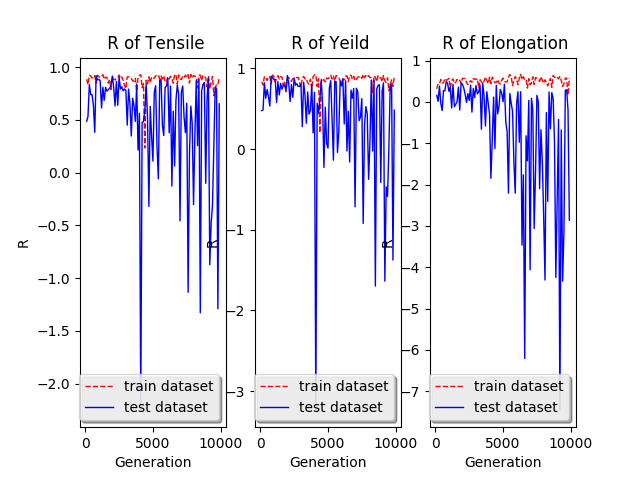 R of Tensile
R of Yeild
R of Elongation
1.0
0.5
0.0
−0.5
−1.0
−1.5
−2.0
R
0
5000
10000
Generation
train dataset
test dataset
1
0
−1
−2
−3
R
0
5000
10000
Generation
train dataset
test dataset
1
0
−1
−2
−3
−4
−5
−6
−7
R
0
5000
10000
Generation
train dataset
test dataset